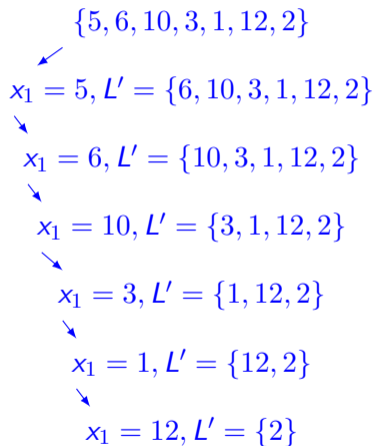 {5, 6, 10, 3, 1, 12, 2}
x₁ = 5, L′ = {6, 10, 3, 1, 12, 2}
x₁ = 6, L′ = {10, 3, 1, 12, 2}
x₁ = 10, L′ = {3, 1, 12, 2}
x₁ = 3, L′ = {1, 12, 2}
x₁ = 1, L′ = {12, 2}
x₁ = 12, L′ = {2}